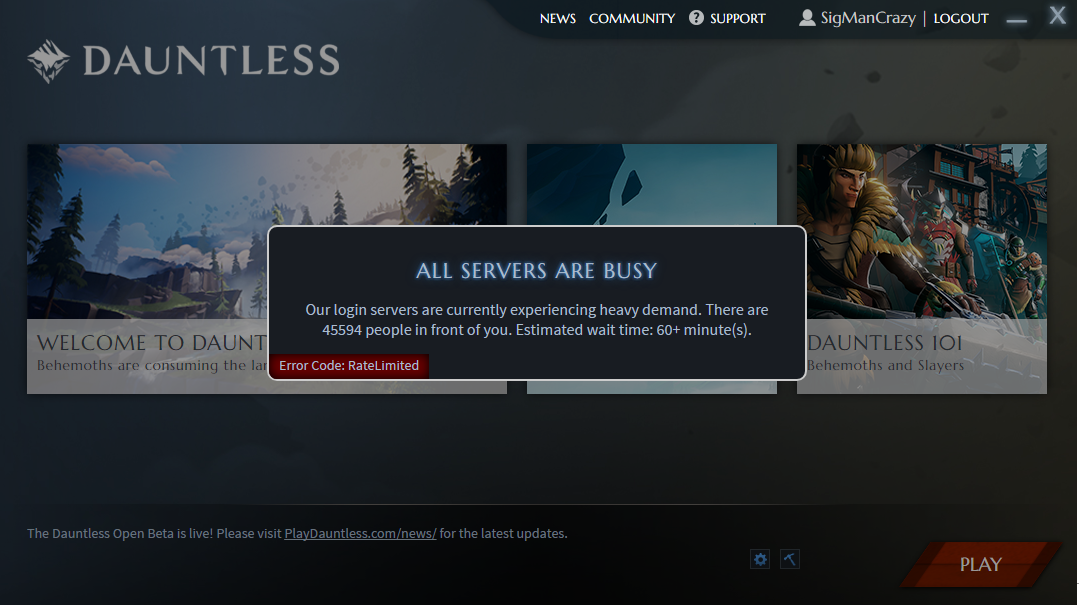 NEWS COMMUNITY ? SUPPORT SigManCrazy | LOGOUT
DAUNTLESS
ALL SERVERS ARE BUSY
Our login servers are currently experiencing heavy demand. There are
45594 people in front of you. Estimated wait time: 60+ minute(s).
Error Code: RateLimited
WELCOME TO DAUNT
Behemoths are consuming the lan
DAUNTLESS 101
Behemoths and Slayers
The Dauntless Open Beta is live! Please visit PlayDauntless.com/news/ for the latest updates.
PLAY